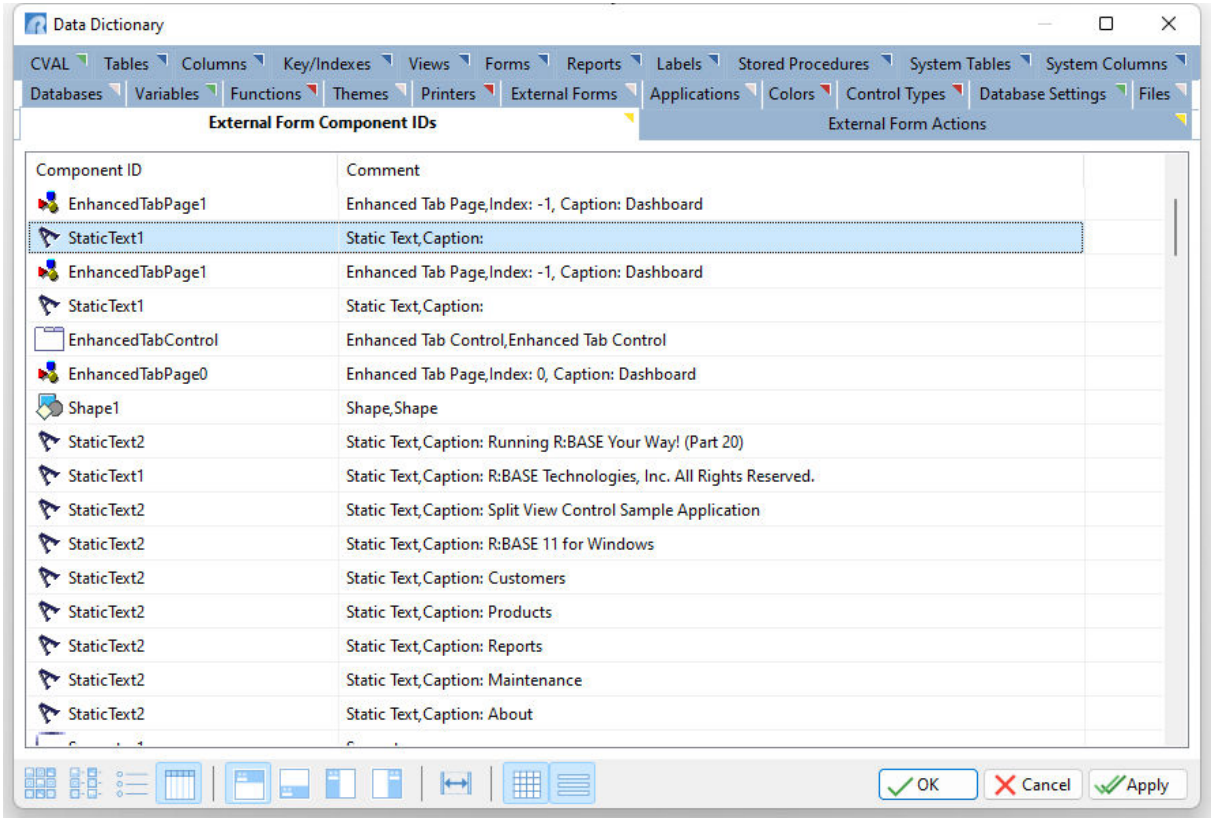 Data Dictionary
CVAL Tables Columns Key/Indexes Views Forms Reports Labels Stored Procedures System Tables System Columns
Databases Variables Functions Themes Printers External Forms Applications Colors Control Types Database Settings Files
External Form Component IDs External Form Actions
Component ID Comment
EnhancedTabPage1 Enhanced Tab Page,Index: -1, Caption: Dashboard
StaticText1 Static Text,Caption:
EnhancedTabPage1 Enhanced Tab Page,Index: -1, Caption: Dashboard
StaticText1 Static Text,Caption:
EnhancedTabControl Enhanced Tab Control,Enhanced Tab Control
EnhancedTabPage0 Enhanced Tab Page,Index: 0, Caption: Dashboard
Shape1 Shape,Shape
StaticText2 Static Text,Caption: Running R:BASE Your Way! (Part 20)
StaticText1 Static Text,Caption: R:BASE Technologies, Inc. All Rights Reserved.
StaticText2 Static Text,Caption: Split View Control Sample Application
StaticText2 Static Text,Caption: R:BASE 11 for Windows
StaticText2 Static Text,Caption: Customers
StaticText2 Static Text,Caption: Products
StaticText2 Static Text,Caption: Reports
StaticText2 Static Text,Caption: Maintenance
StaticText2 Static Text,Caption: About
OK Cancel Apply